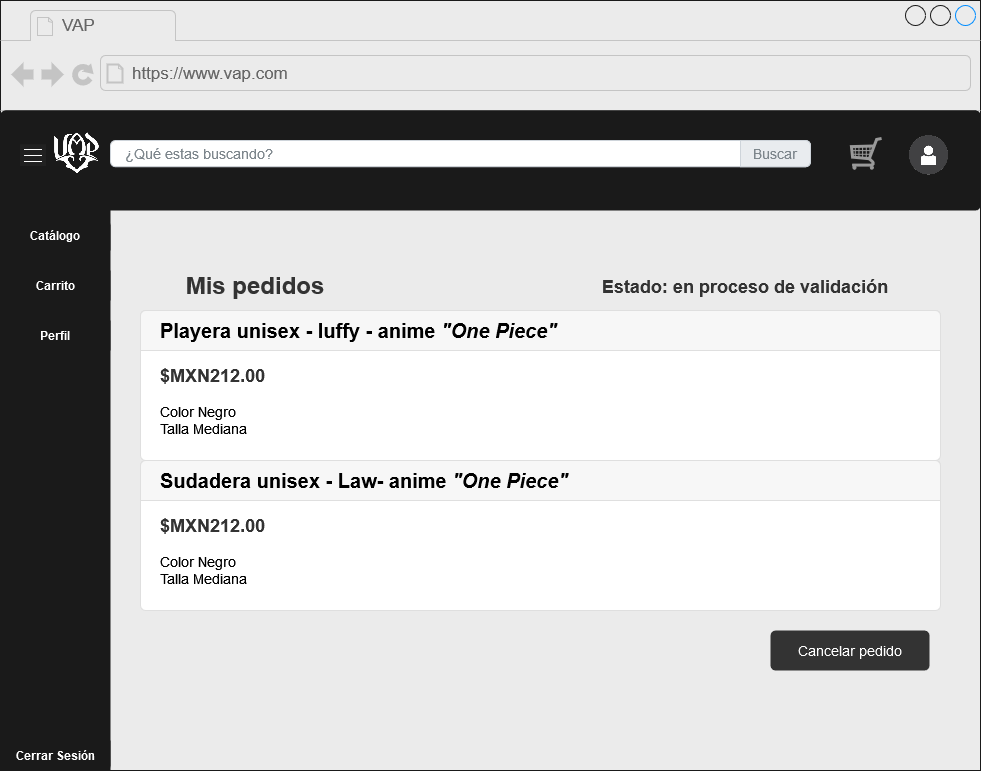 VAP
https://www.vap.com
VAP
¿Qué estas buscando?
Buscar
Catálogo
Carrito
Perfil
Mis pedidos
Estado: en proceso de validación
Playera unisex - luffy - anime "One Piece"
$MXN212.00
Color Negro
Talla Mediana
Sudadera unisex - Law- anime "One Piece"
$MXN212.00
Color Negro
Talla Mediana
Cancelar pedido
Cerrar Sesión